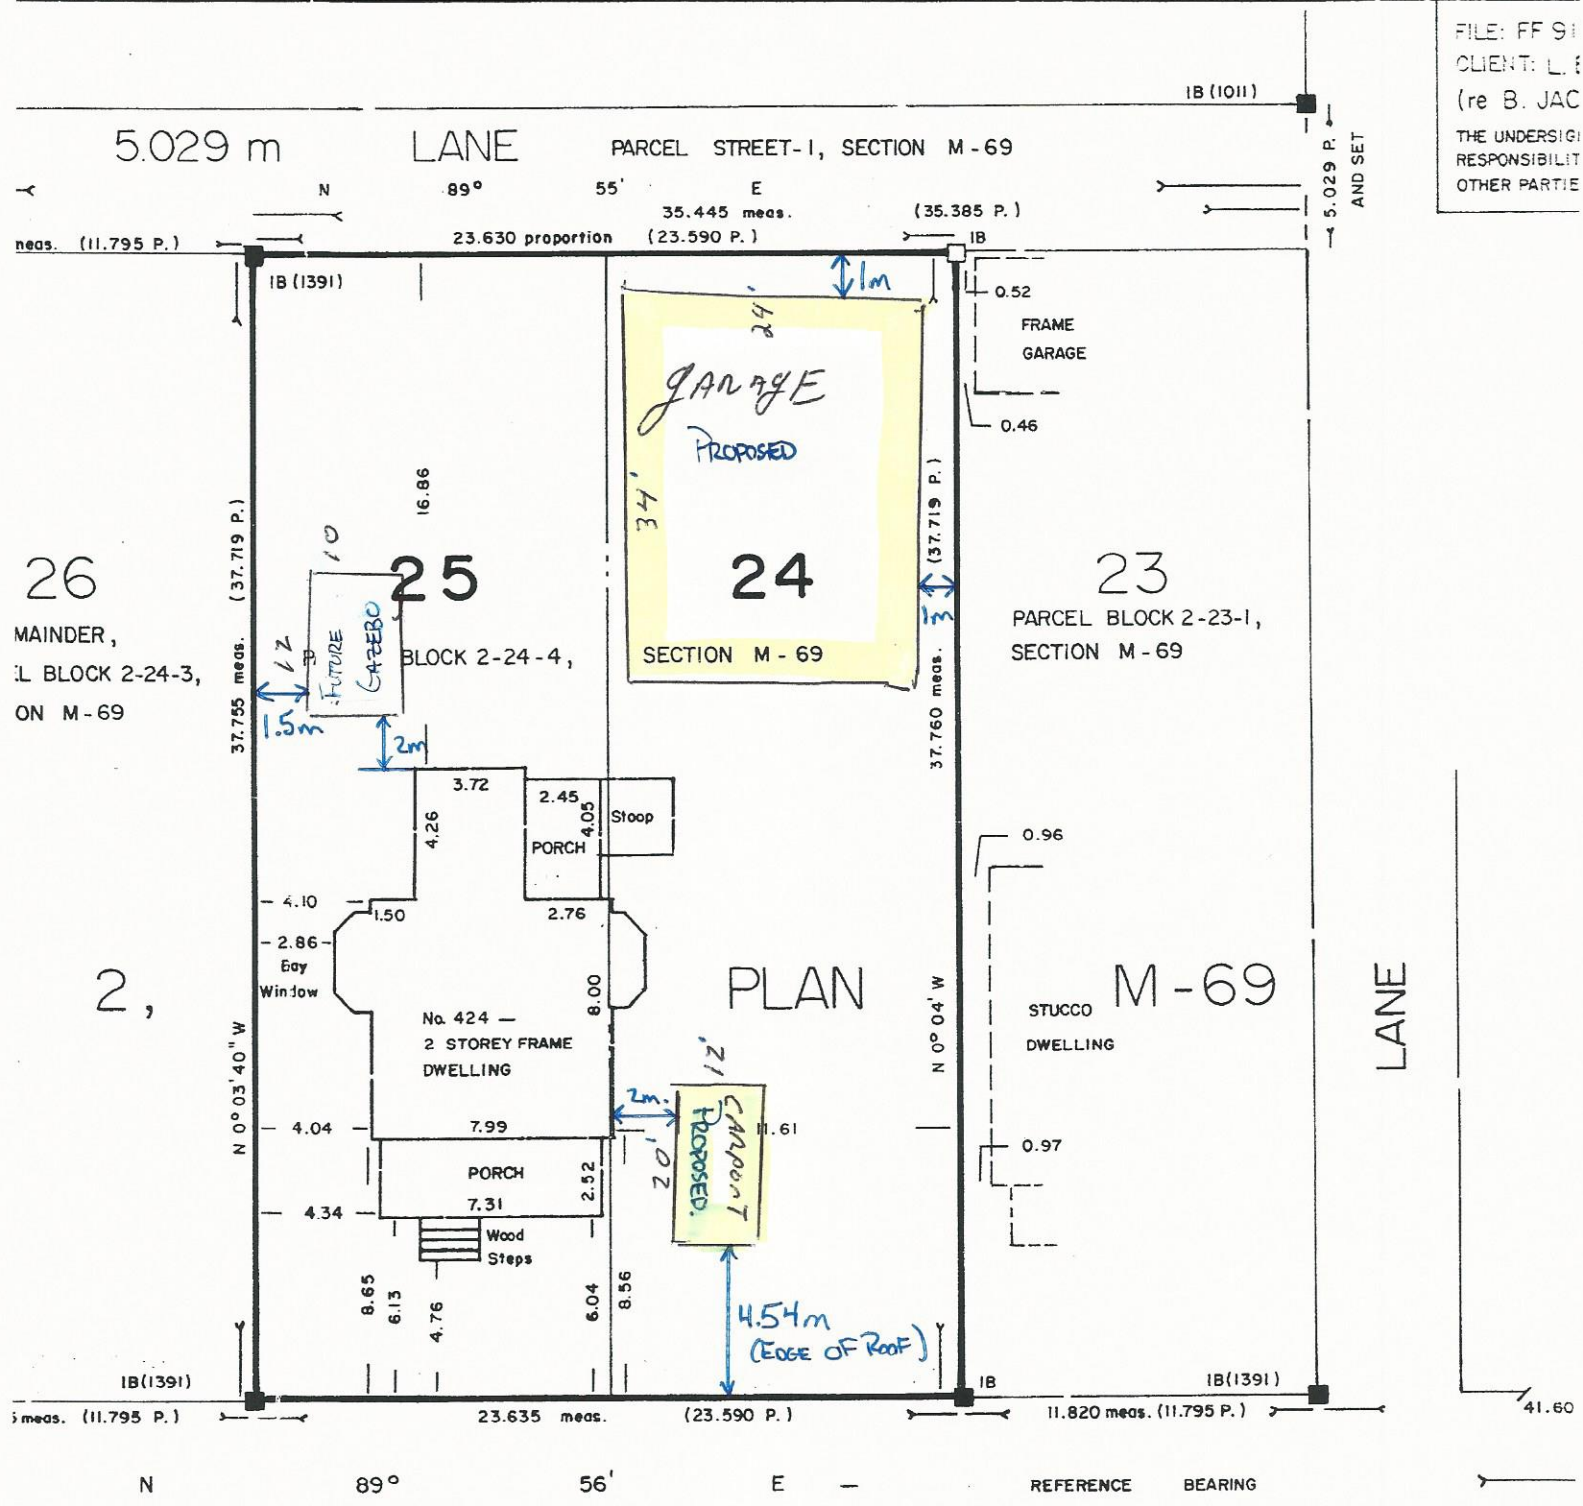 FILE: FF 91
CLIENT: L.
(re B. JAC
THE UNDERSIG
RESPONSIBILIT
OTHER PARTIE
IB (1011)
5.029 m LANE PARCEL STREET-1, SECTION M-69
5.029 P.
AND SET
N 89° 55' E
35.445 meas. (35.385 P.)
neas. (11.795 P.)
23.630 proportion (23.590 P.)
IB
IB (1391)
1m
0.52
FRAME
GARAGE
0.46
24'
GARAGE
PROPOSED
34'
16.86
10
12
FUTURE
GAZEBO
1.5m
2m
37.755 meas. (37.719 P.)
37.760 meas. (37.719 P.)
1m
26
25
24
23
MAINDER,
L BLOCK 2-24-3,
ON M-69
P
BLOCK 2-24-4,
SECTION M-69
PARCEL BLOCK 2-23-1,
SECTION M-69
3.72
4.26
2.45
4.05
PORCH
Stoop
0.96
4.10
1.50
2.76
2.86
Bay
Window
8.00
2,
PLAN
M-69
LANE
No. 424
2 STOREY FRAME
DWELLING
STUCCO
DWELLING
N 0° 03' 40" W
N 0° 04' W
4.04
7.99
2m.
21'
20'
CARPORT
PROPOSED.
11.61
0.97
PORCH
7.31
2.52
4.34
Wood
Steps
8.65
6.13
4.76
6.04
8.56
4.54m
(EDGE OF ROOF)
IB(1391)
IB
IB(1391)
5 meas. (11.795 P.)
23.635 meas. (23.590 P.)
11.820 meas. (11.795 P.)
41.60
N 89° 56' E — REFERENCE BEARING